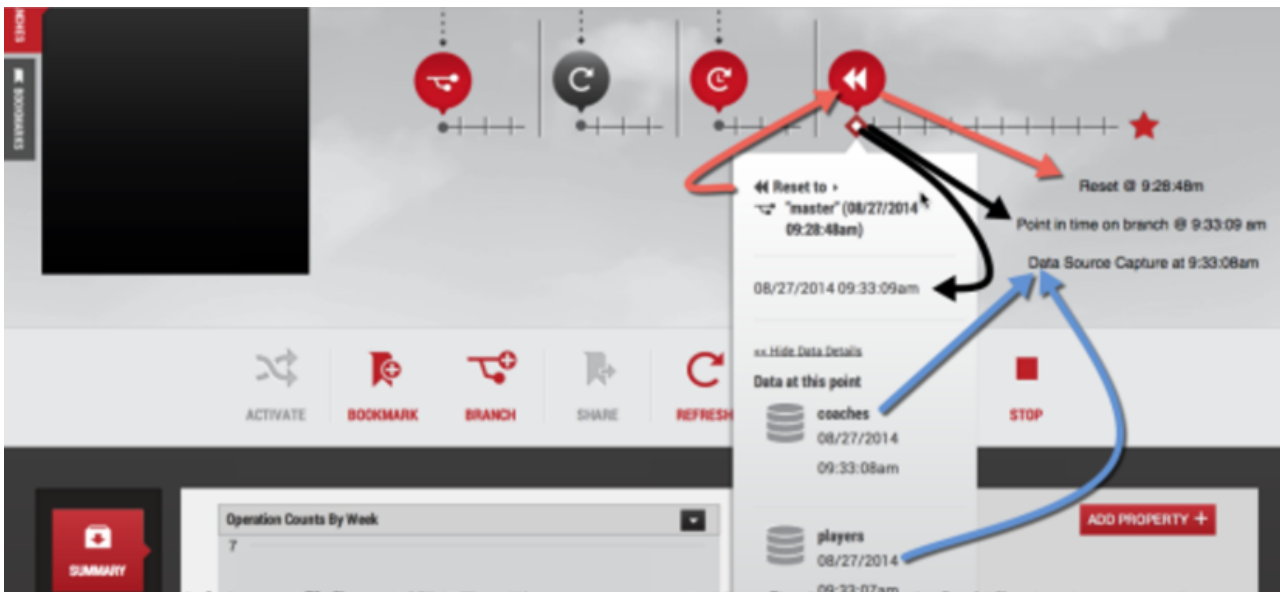 BOOKMARKS
Reset to ›
"master" (08/27/2014
09:28:48am)
Reset @ 9:28:48m
Point in time on branch @ 9:33:09 am
Data Source Capture at 9:33:08am
08/27/2014 09:33:09am
<< Hide Data Details
Data at this point
coaches
08/27/2014
09:33:08am
players
08/27/2014
09:33:07am
ACTIVATE
BOOKMARK
BRANCH
SHARE
REFRESH
STOP
SUMMARY
Operation Counts By Week
7
ADD PROPERTY +